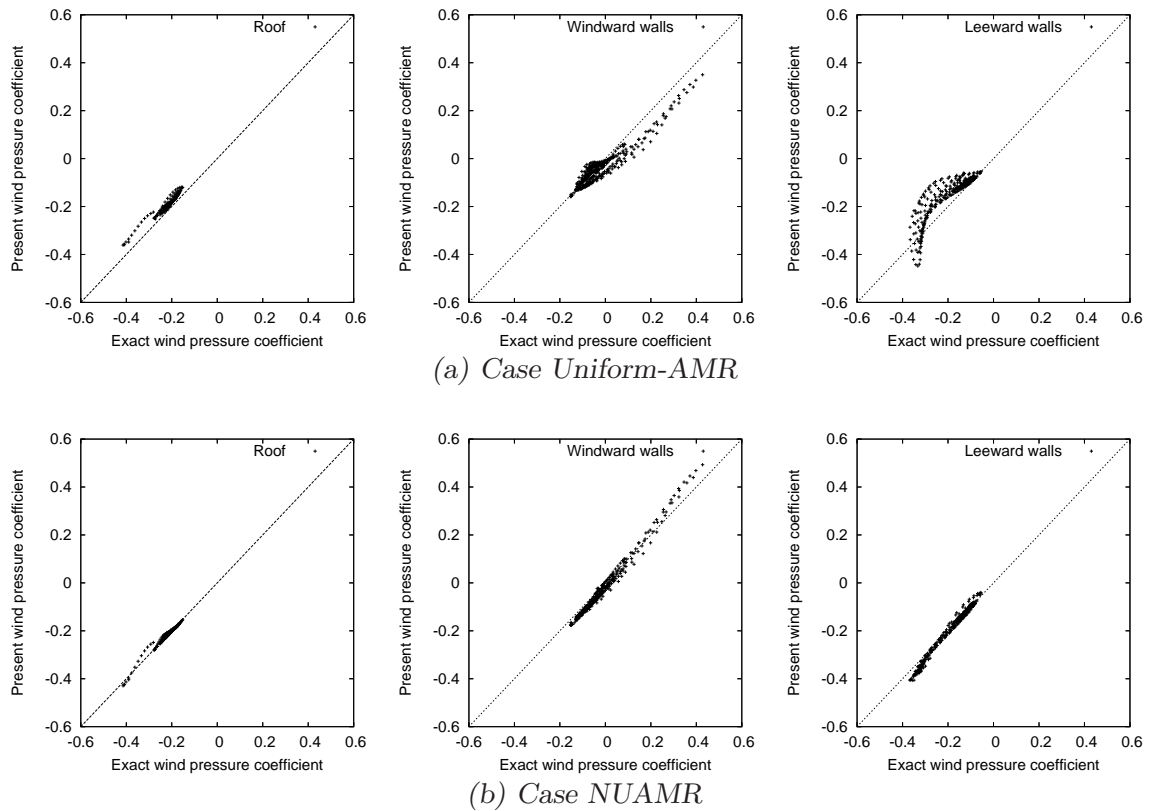 Roof
Present wind pressure coefficient
0.6
0.4
0.2
0
-0.2
-0.4
-0.6
-0.6 -0.4 -0.2 0 0.2 0.4 0.6
Exact wind pressure coefficient
Windward walls
Present wind pressure coefficient
0.6
0.4
0.2
0
-0.2
-0.4
-0.6
-0.6 -0.4 -0.2 0 0.2 0.4 0.6
Exact wind pressure coefficient
Leeward walls
Present wind pressure coefficient
0.6
0.4
0.2
0
-0.2
-0.4
-0.6
-0.6 -0.4 -0.2 0 0.2 0.4 0.6
Exact wind pressure coefficient
(a) Case Uniform-AMR
Roof
Present wind pressure coefficient
0.6
0.4
0.2
0
-0.2
-0.4
-0.6
-0.6 -0.4 -0.2 0 0.2 0.4 0.6
Exact wind pressure coefficient
Windward walls
Present wind pressure coefficient
0.6
0.4
0.2
0
-0.2
-0.4
-0.6
-0.6 -0.4 -0.2 0 0.2 0.4 0.6
Exact wind pressure coefficient
Leeward walls
Present wind pressure coefficient
0.6
0.4
0.2
0
-0.2
-0.4
-0.6
-0.6 -0.4 -0.2 0 0.2 0.4 0.6
Exact wind pressure coefficient
(b) Case NUAMR